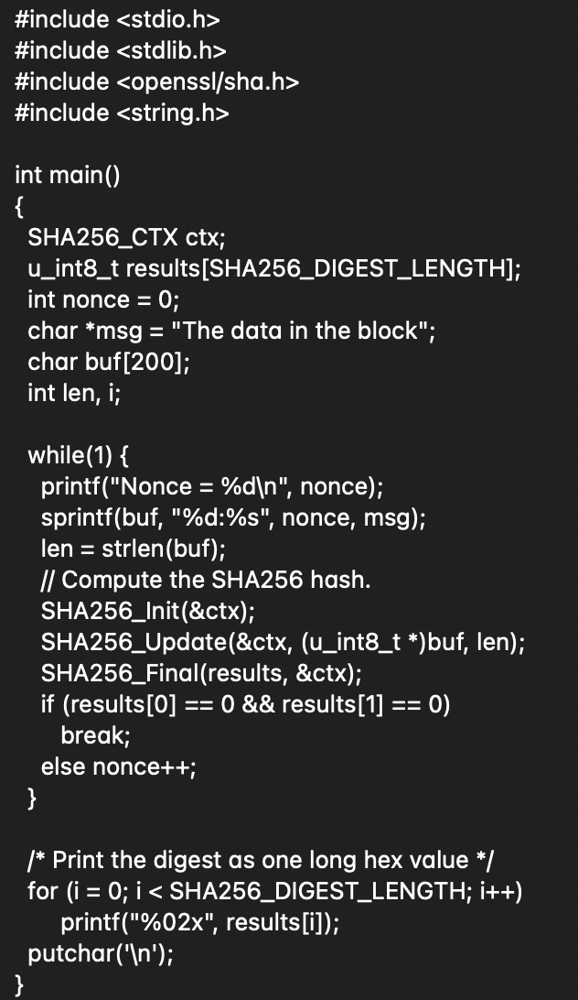 #include <stdio.h>
#include <stdlib.h>
#include <openssl/sha.h>
#include <string.h>

int main()
{
  SHA256_CTX ctx;
  u_int8_t results[SHA256_DIGEST_LENGTH];
  int nonce = 0;
  char *msg = "The data in the block";
  char buf[200];
  int len, i;

  while(1) {
    printf("Nonce = %d\n", nonce);
    sprintf(buf, "%d:%s", nonce, msg);
    len = strlen(buf);
    // Compute the SHA256 hash.
    SHA256_Init(&ctx);
    SHA256_Update(&ctx, (u_int8_t *)buf, len);
    SHA256_Final(results, &ctx);
    if (results[0] == 0 && results[1] == 0)
       break;
    else nonce++;
  }

  /* Print the digest as one long hex value */
  for (i = 0; i < SHA256_DIGEST_LENGTH; i++)
       printf("%02x", results[i]);
  putchar('\n');
}